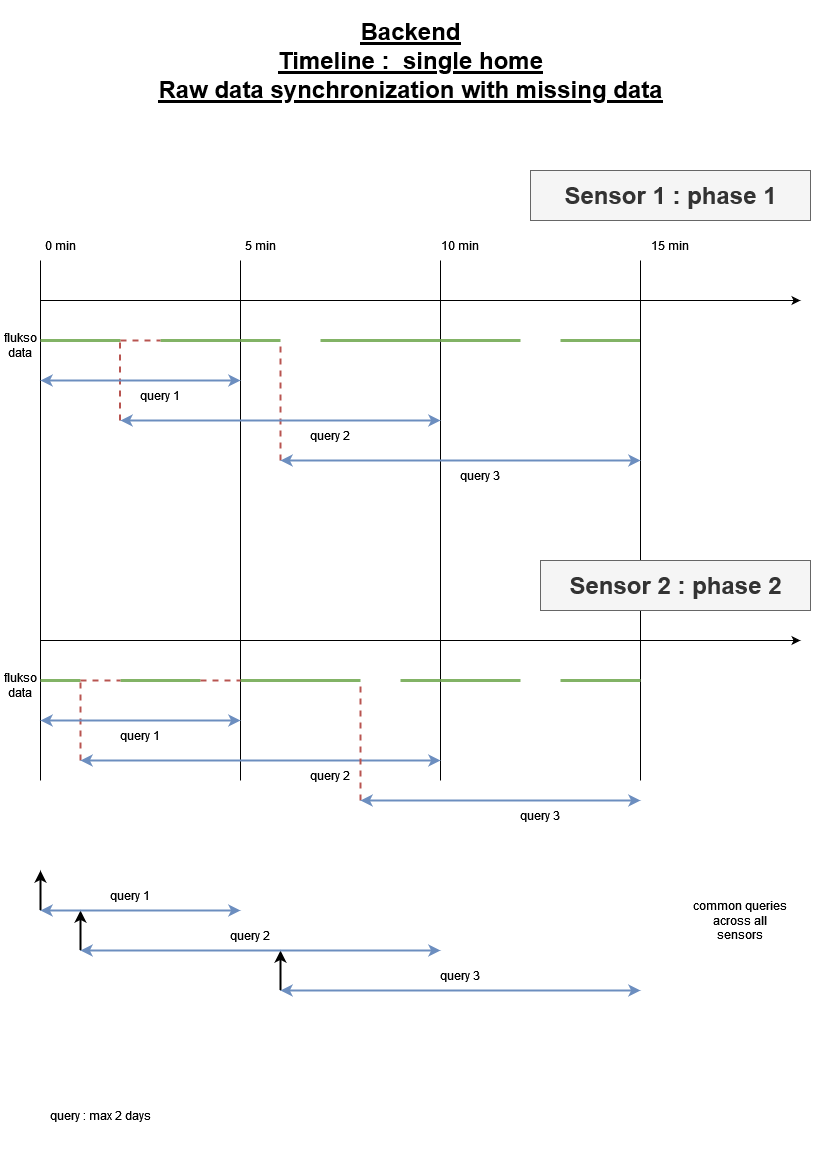 Backend
Timeline :  single home
Raw data synchronization with missing data
Sensor 1 : phase 1
0 min
5 min
10 min
15 min
flukso
data
query 1
query 2
query 3
Sensor 2 : phase 2
flukso
data
query 1
query 2
query 3
query 1
common queries
across all
sensors
query 2
query 3
query : max 2 days